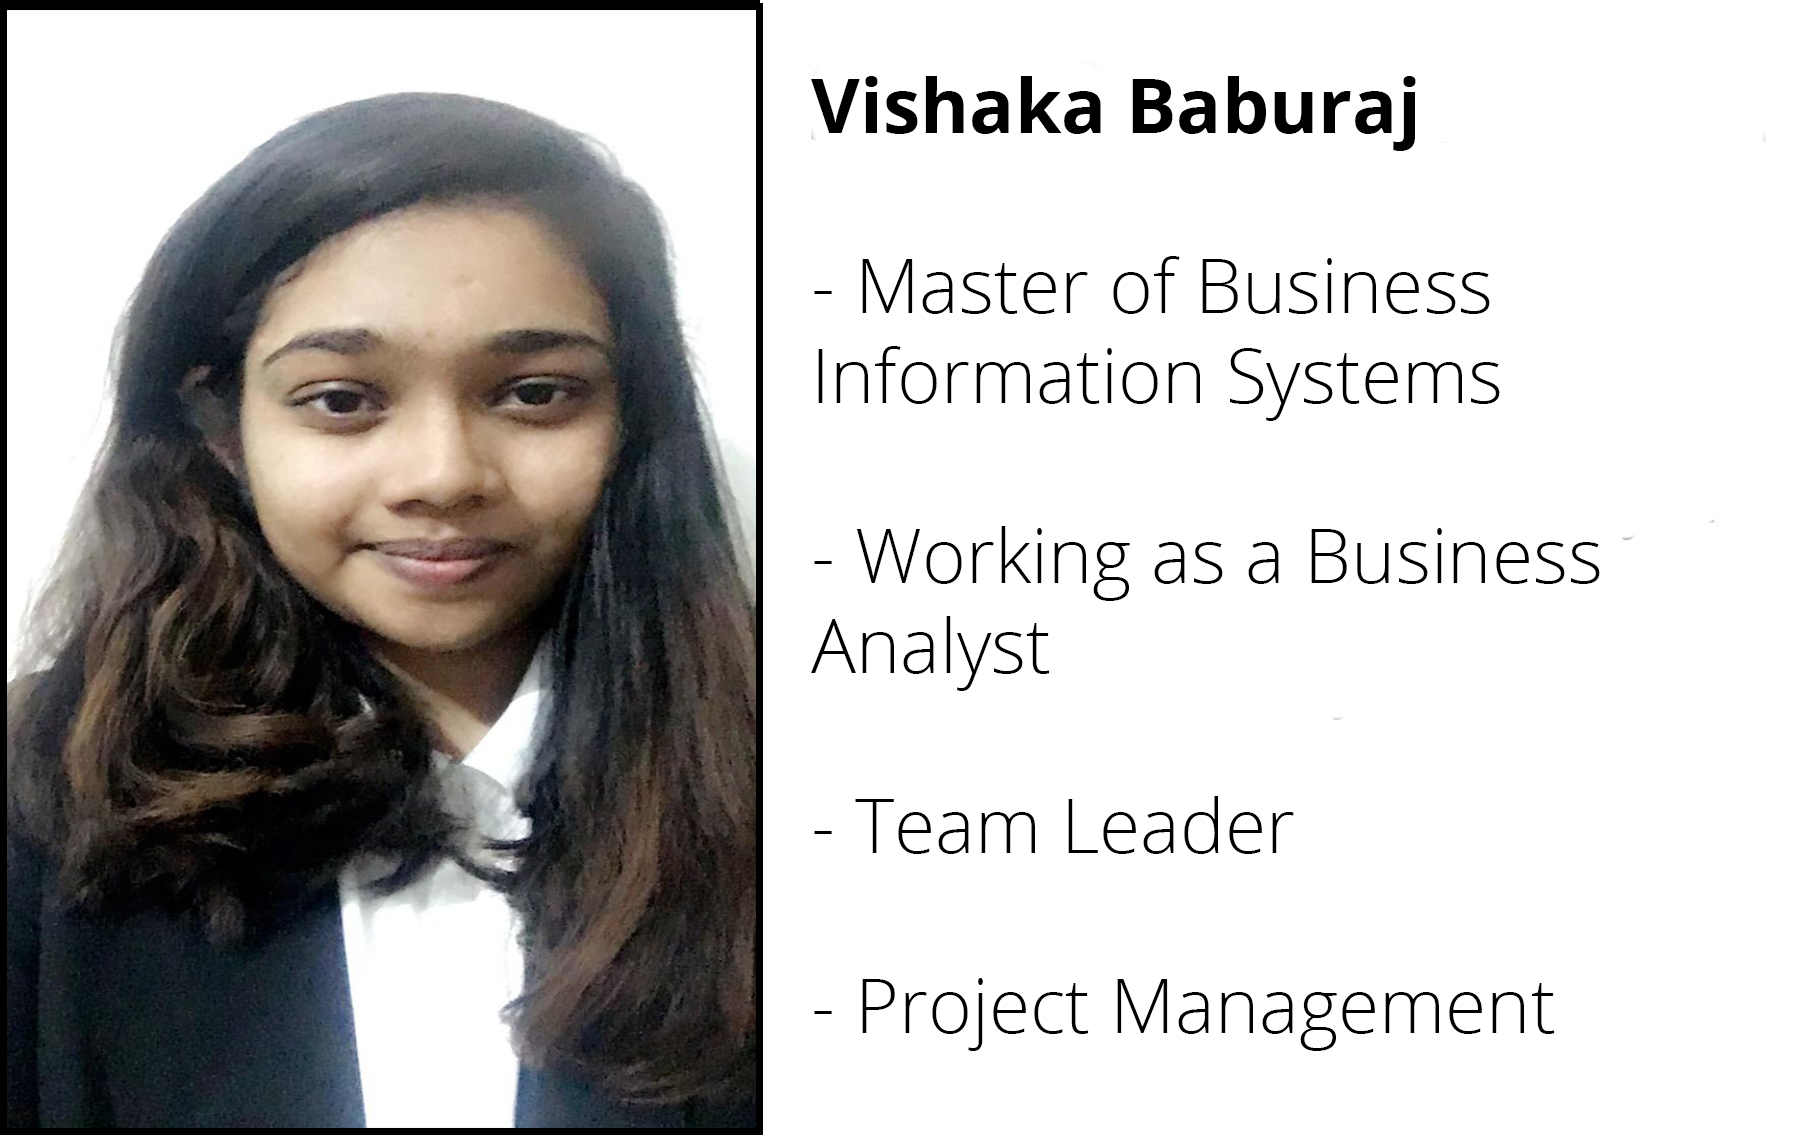 Vishaka Baburaj
- Master of Business
Information Systems
- Working as a Business
Analyst
- Team Leader
- Project Management